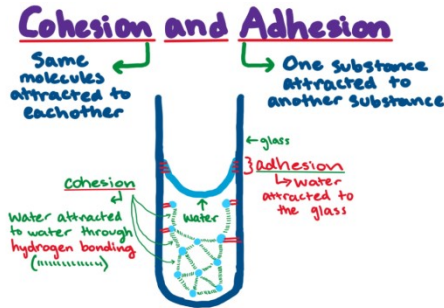 Cohesion and Adhesion
Same
molecules
attracted to
eachother
One substance
attracted to
another substance
glass
adhesion
water
attracted to
the glass
cohesion
water attracted
to water through
hydrogen bonding
( )
water